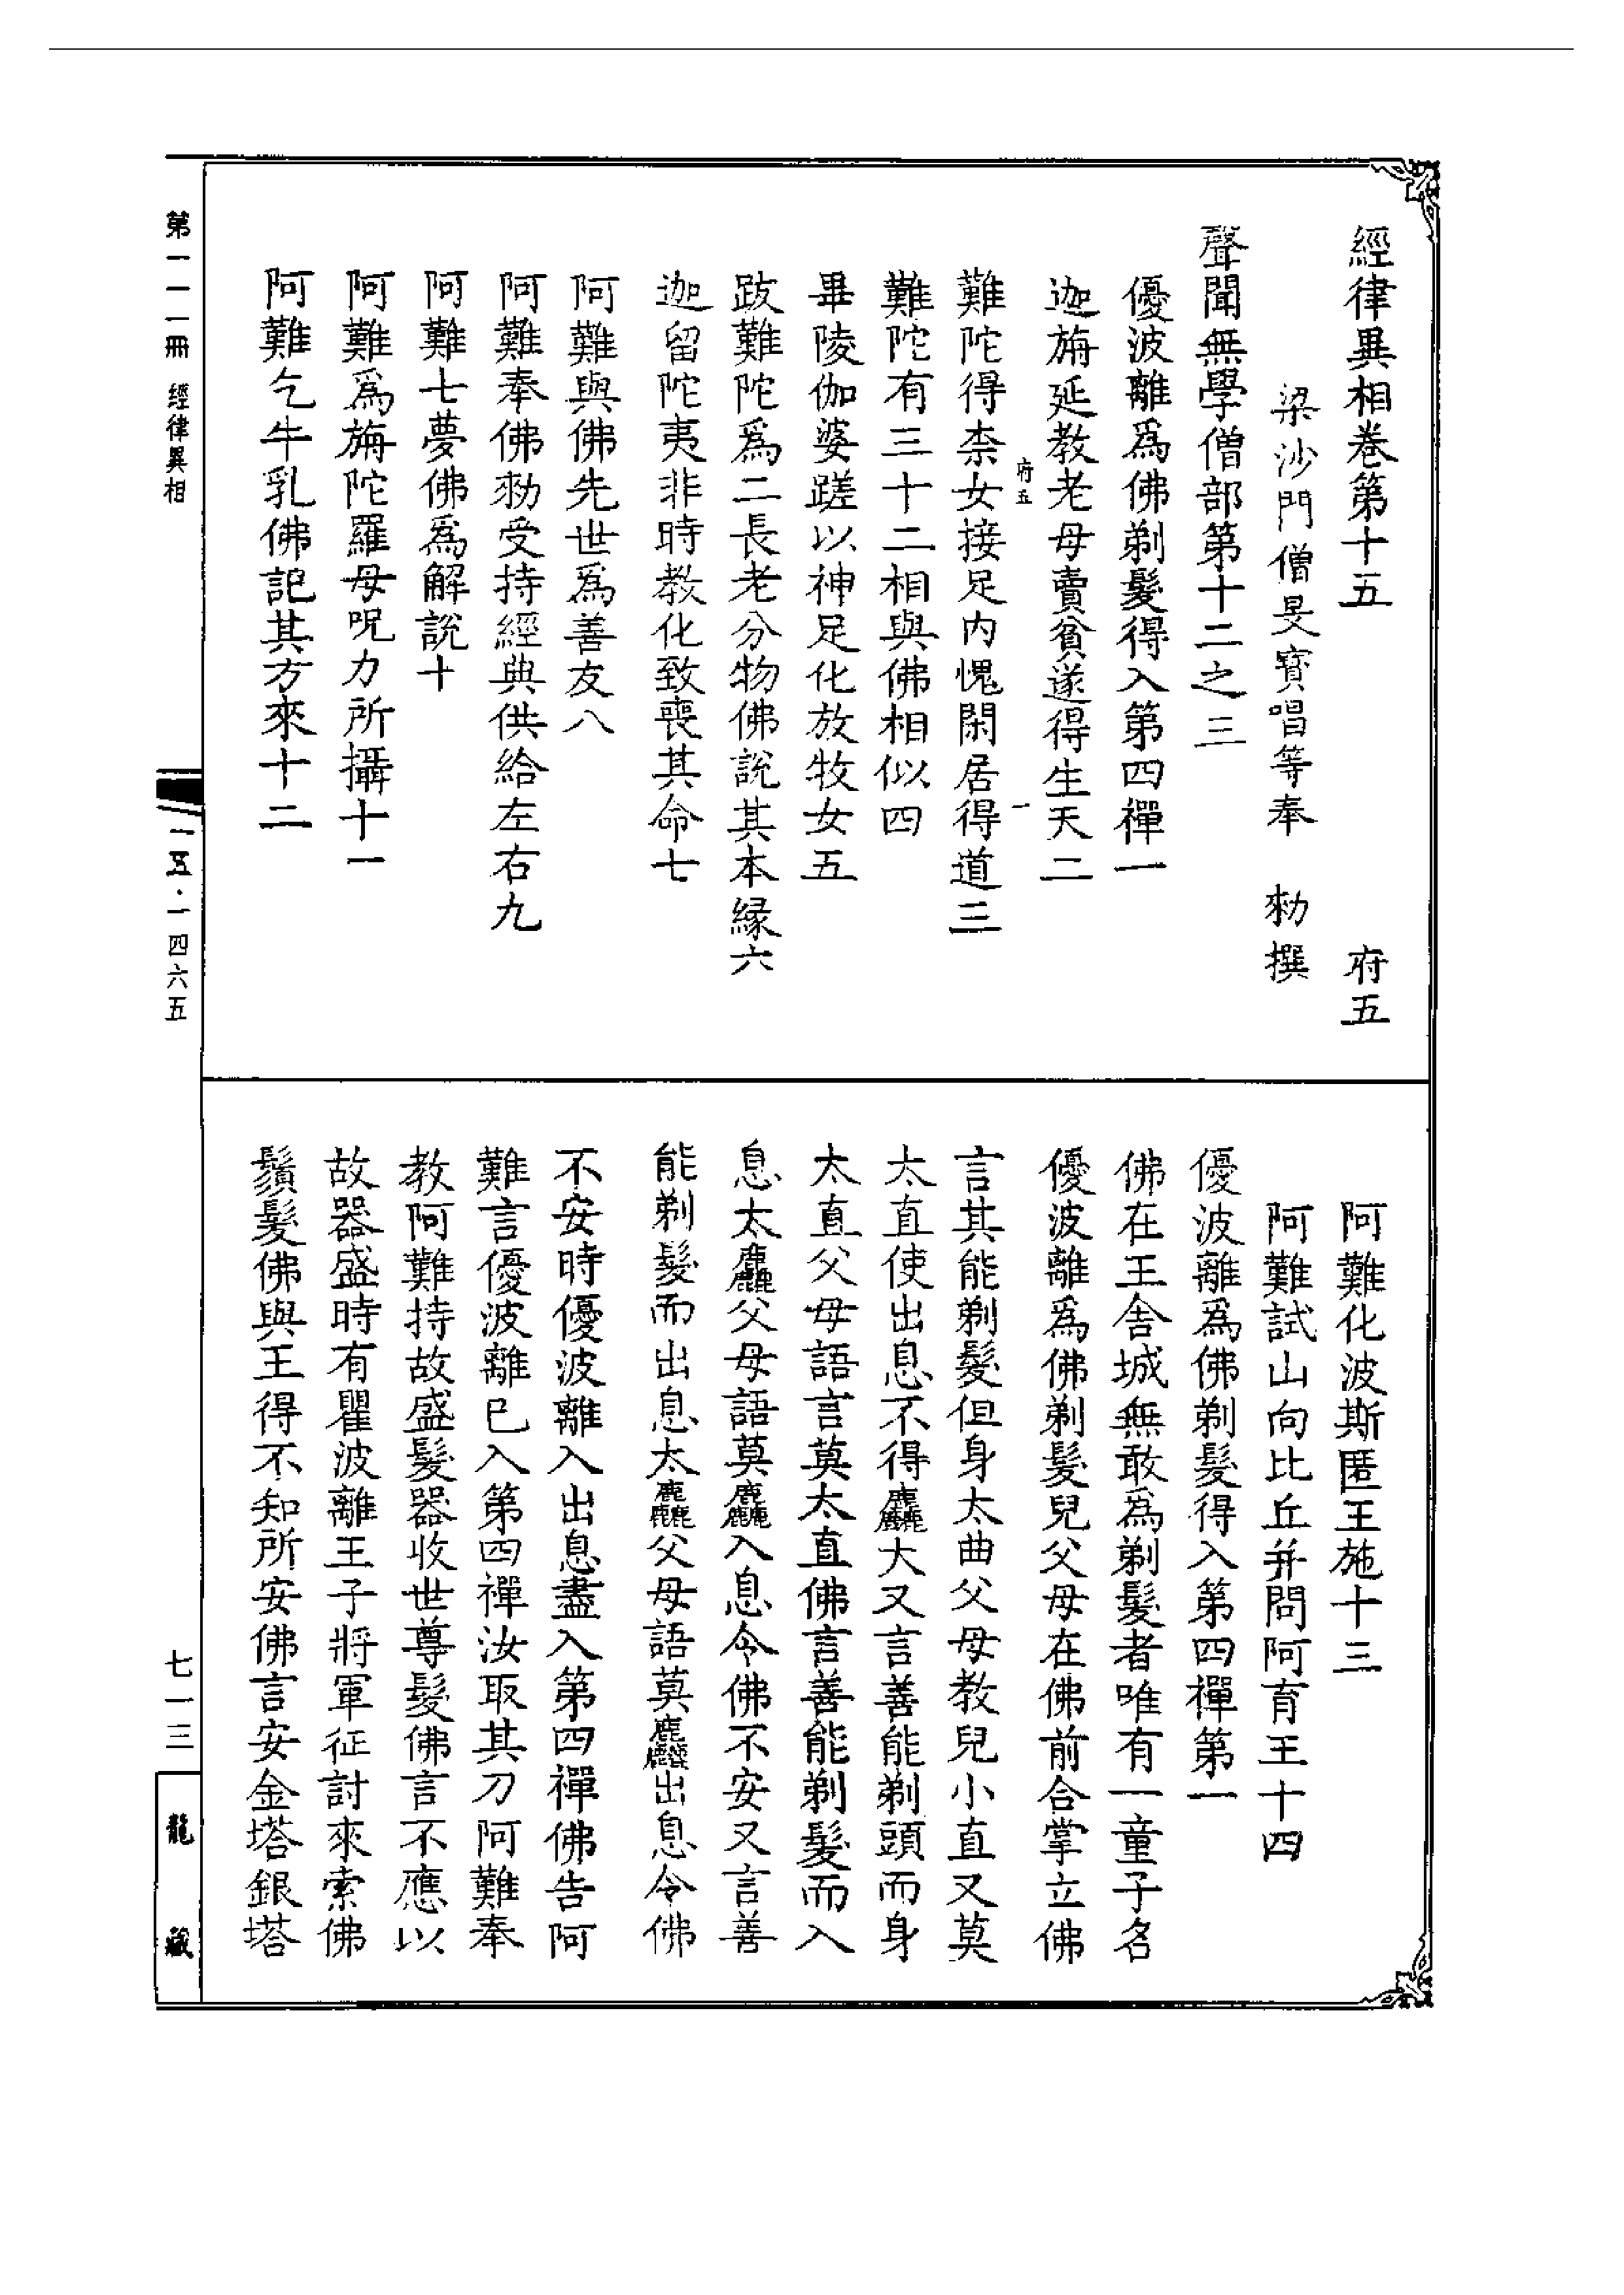 經律異相卷第十五　府五
梁沙門僧旻寶唱等奉　勑撰
聲聞無學僧部第十二之三
優波離爲佛剃髮得入第四禪一
迦旃延教老母賣貧遂得生天二
府五　一
難陀得柰女接足內愧閑居得道三
難陀有三十二相與佛相似四
畢陵伽婆蹉以神足化放牧女五
跋難陀爲二長老分物佛說其本緣六
迦留陀夷非時教化致喪其命七
阿難與佛先世爲善友八
阿難奉佛勑受持經典供給左右九
阿難七夢佛爲解說十
阿難爲旃陀羅母呪力所攝十一
阿難乞牛乳佛記其方來十二
阿難化波斯匿王施十三
阿難試山向比丘并問阿育王十四
優波離爲佛剃髮得入第四禪第一
佛在王舍城無敢爲剃髮者唯有一童子名
優波離爲佛剃髮兒父母在佛前合掌立佛
言其能剃髮但身太曲父母教兒小直又莫
太直使出息不得麤大又言善能剃頭而身
太直父母語言莫太直佛言善能剃髮而入
息太麤父母語莫麤入息令佛不安又言善
能剃髮而出息太麤父母語莫麤出息令佛
不安時優波離入出息盡入第四禪佛告阿
難言優波離已入第四禪汝取其刀阿難奉
教阿難持故盛髮器收世尊髮佛言不應以
故器盛時有瞿波離王子將軍征討來索佛
鬚髮佛與王得不知所安佛言安金塔銀塔
第一一一冊　經律異相
一五·一四六五
七一三
龍藏